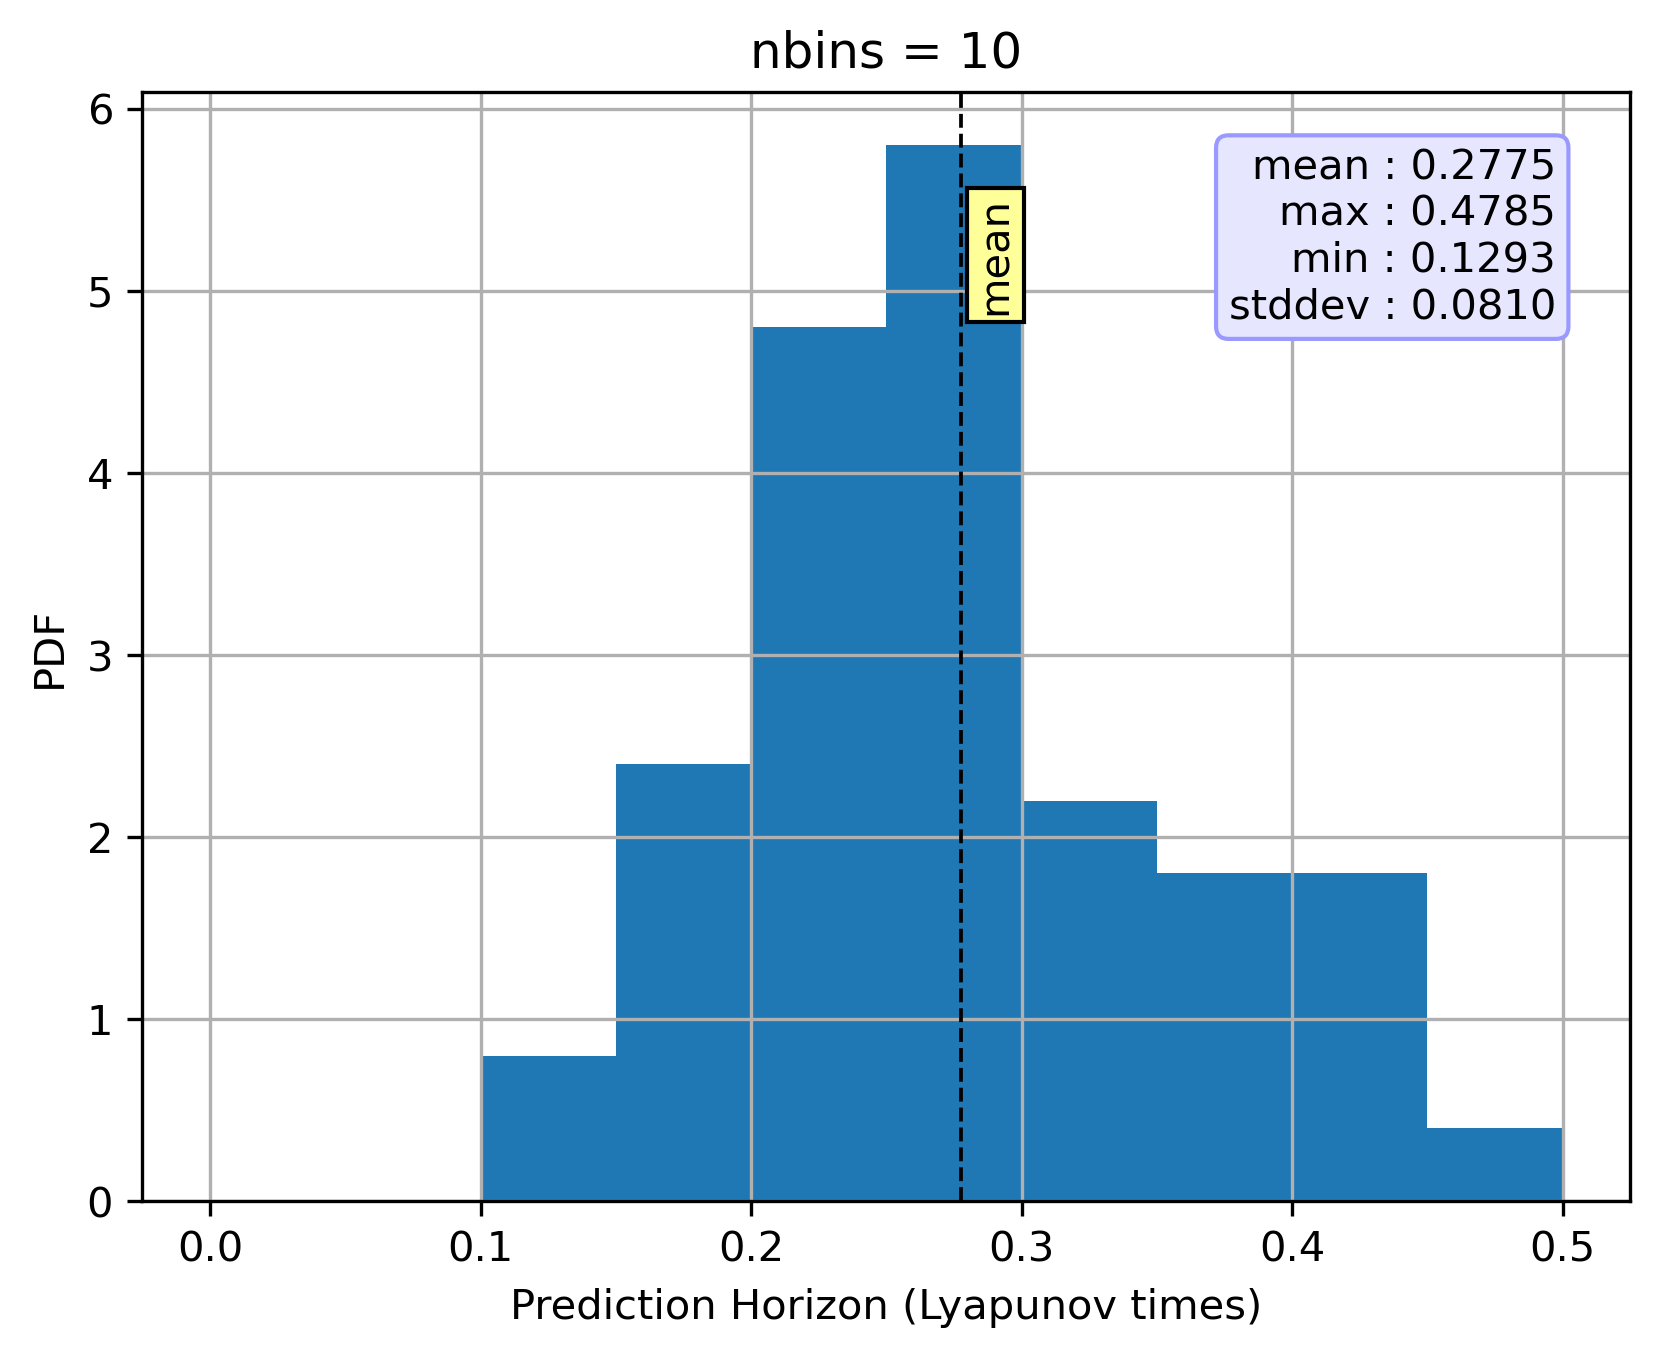 nbins = 10
6
5
4
3
2
1
0
PDF
mean
mean : 0.2775
max : 0.4785
min : 0.1293
stddev : 0.0810
0.0 0.1 0.2 0.3 0.4 0.5
Prediction Horizon (Lyapunov times)